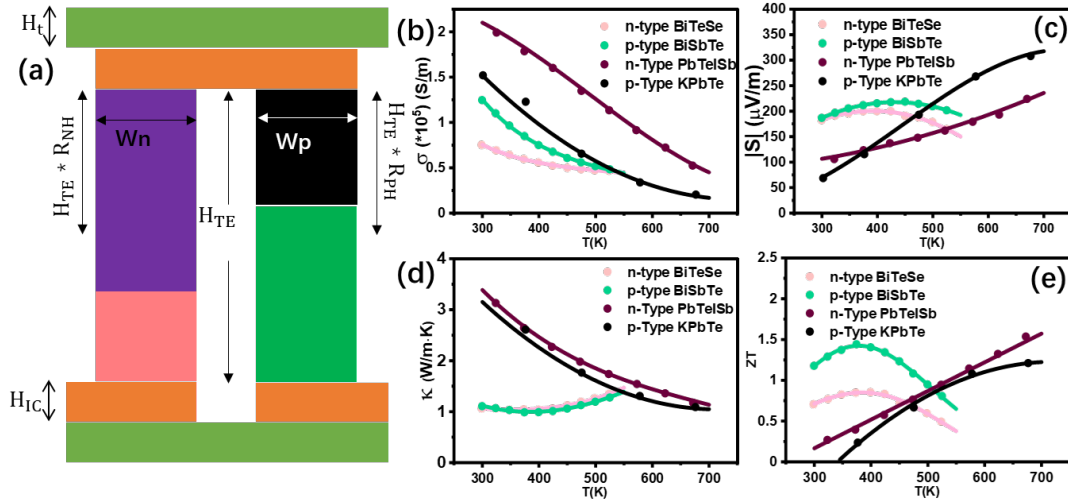 H_t
(a)
Wn
Wp
H_TE * R_NH
H_TE
H_TE * R_PH
H_IC
(b)
n-type BiTeSe
p-type BiSbTe
n-Type PbTeISb
p-Type KPbTe
σ (*10⁵) (S/m)
2
1.5
1
0.5
0
300 400 500 600 700
T(K)
(c)
n-type BiTeSe
p-type BiSbTe
n-Type PbTeISb
p-Type KPbTe
|S| (μV/m)
400
350
300
250
200
150
100
50
0
300 400 500 600 700
T(K)
(d)
n-type BiTeSe
p-type BiSbTe
n-Type PbTeISb
p-Type KPbTe
κ (W/m·K)
4
3
2
1
0
300 400 500 600 700
T(K)
(e)
n-type BiTeSe
p-type BiSbTe
n-Type PbTeISb
p-Type KPbTe
ZT
2.5
2
1.5
1
0.5
0
300 400 500 600 700
T(K)